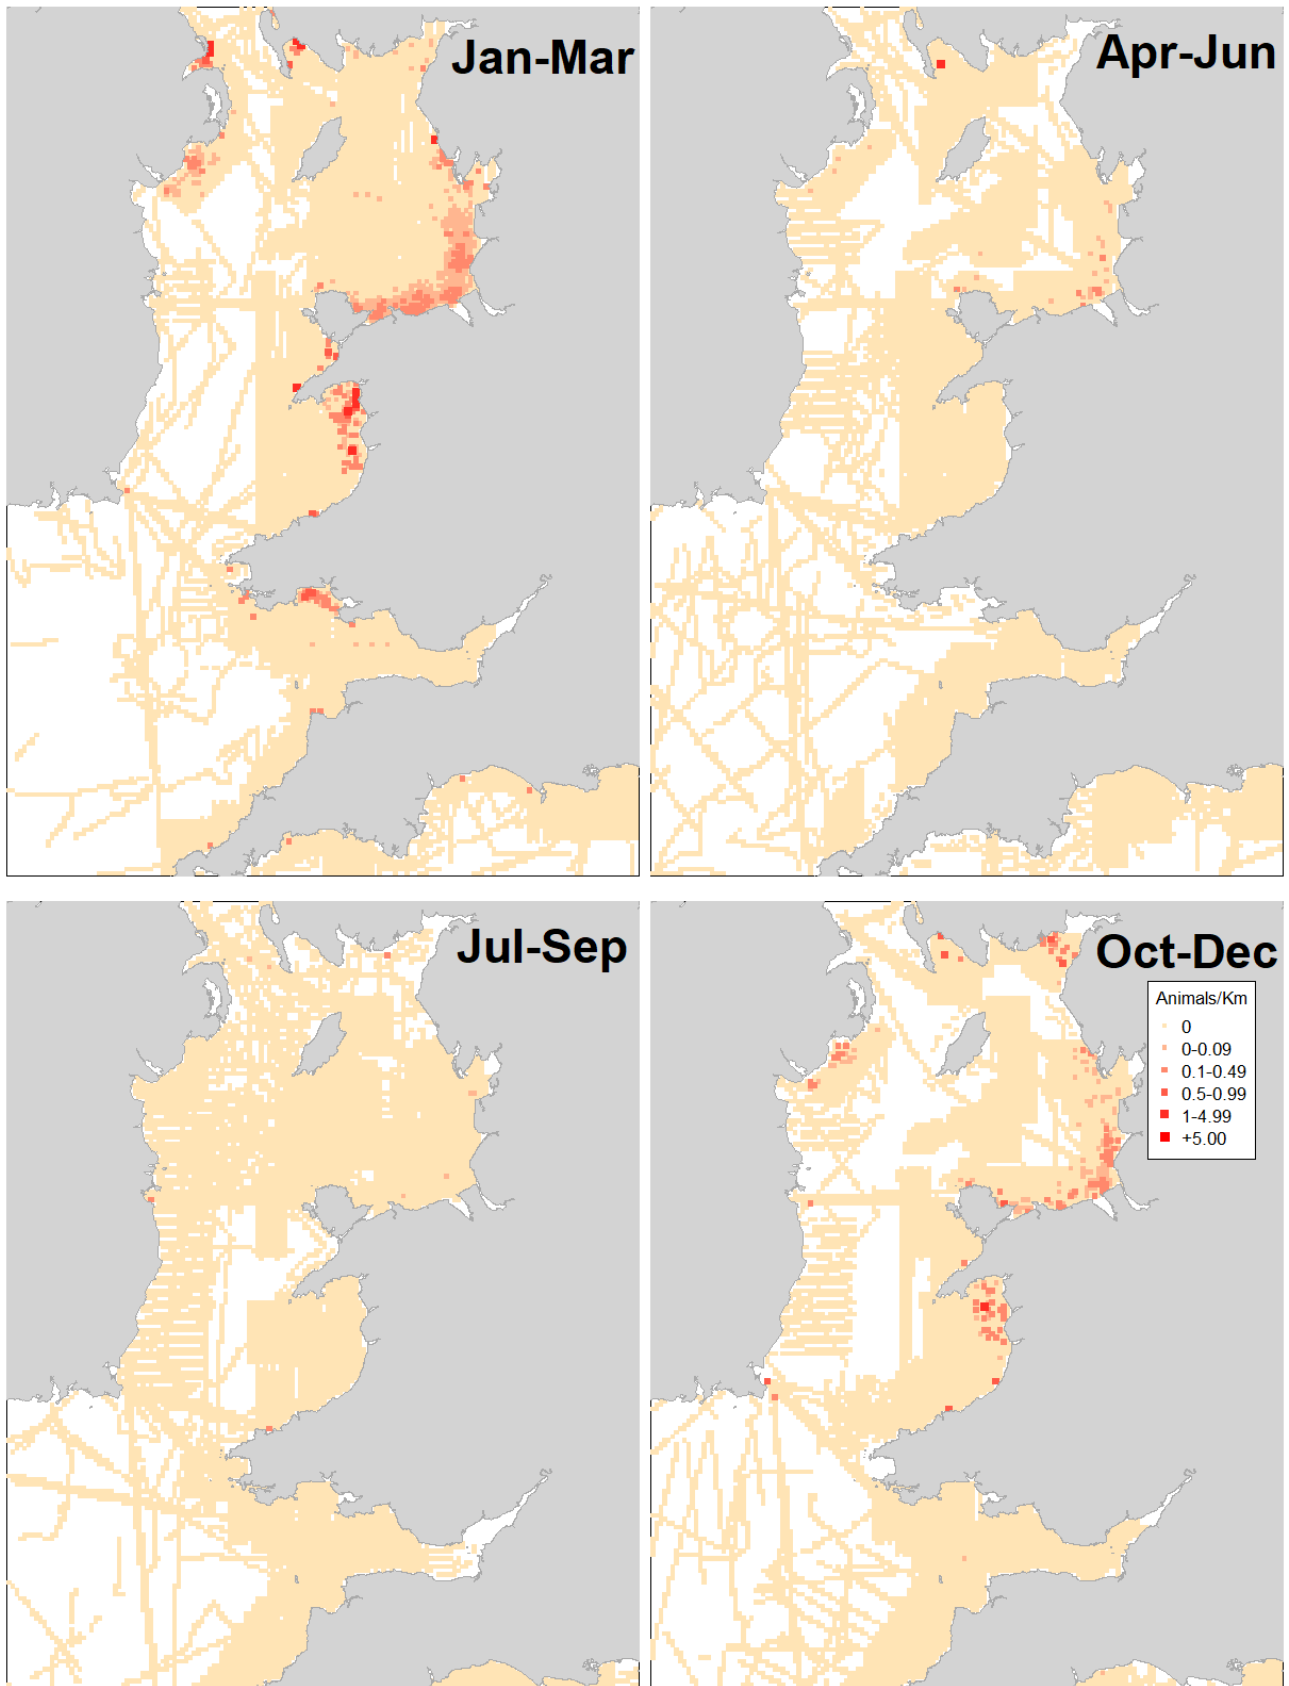 Jan-Mar
Apr-Jun
Jul-Sep
Oct-Dec
Animals/Km
0
0-0.09
0.1-0.49
0.5-0.99
1-4.99
+5.00